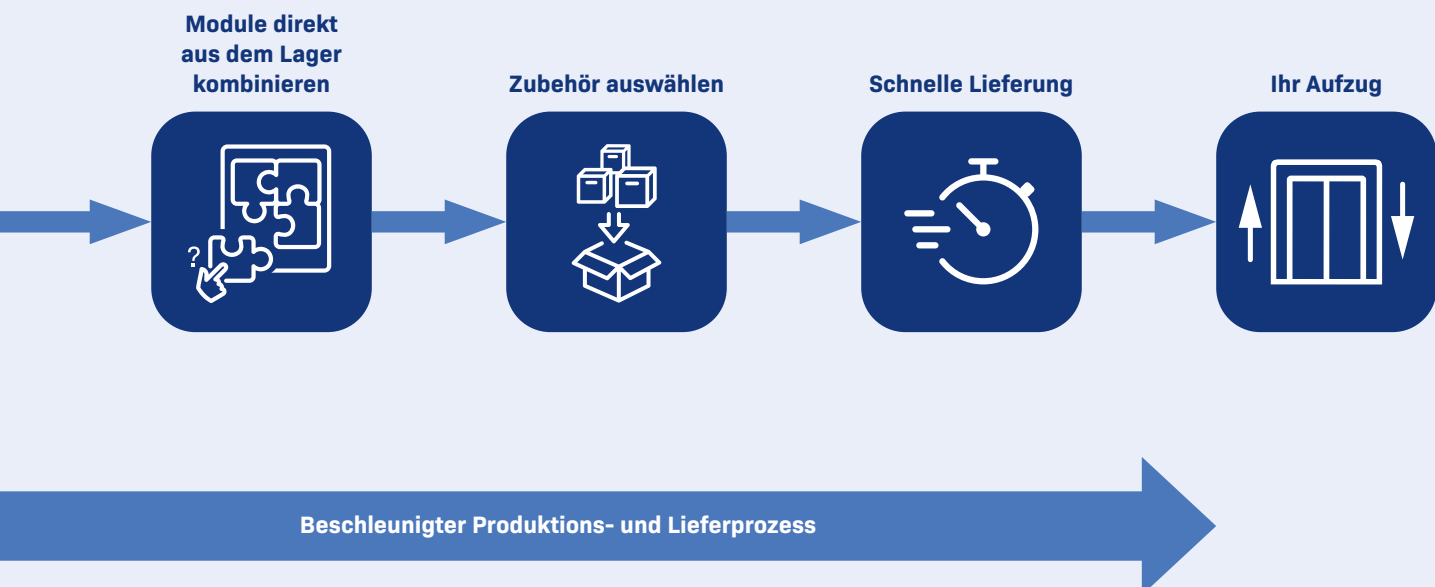 Module direkt
aus dem Lager
kombinieren
Zubehör auswählen
Schnelle Lieferung
Ihr Aufzug
?
Beschleunigter Produktions- und Lieferprozess